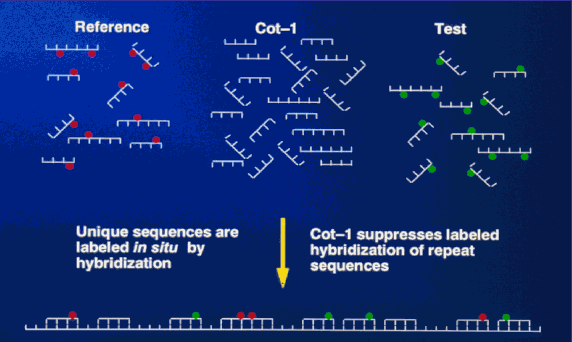 Reference Cot–1 Test
Unique sequences are
labeled in situ by
hybridization
Cot–1 suppresses labeled
hybridization of repeat
sequences